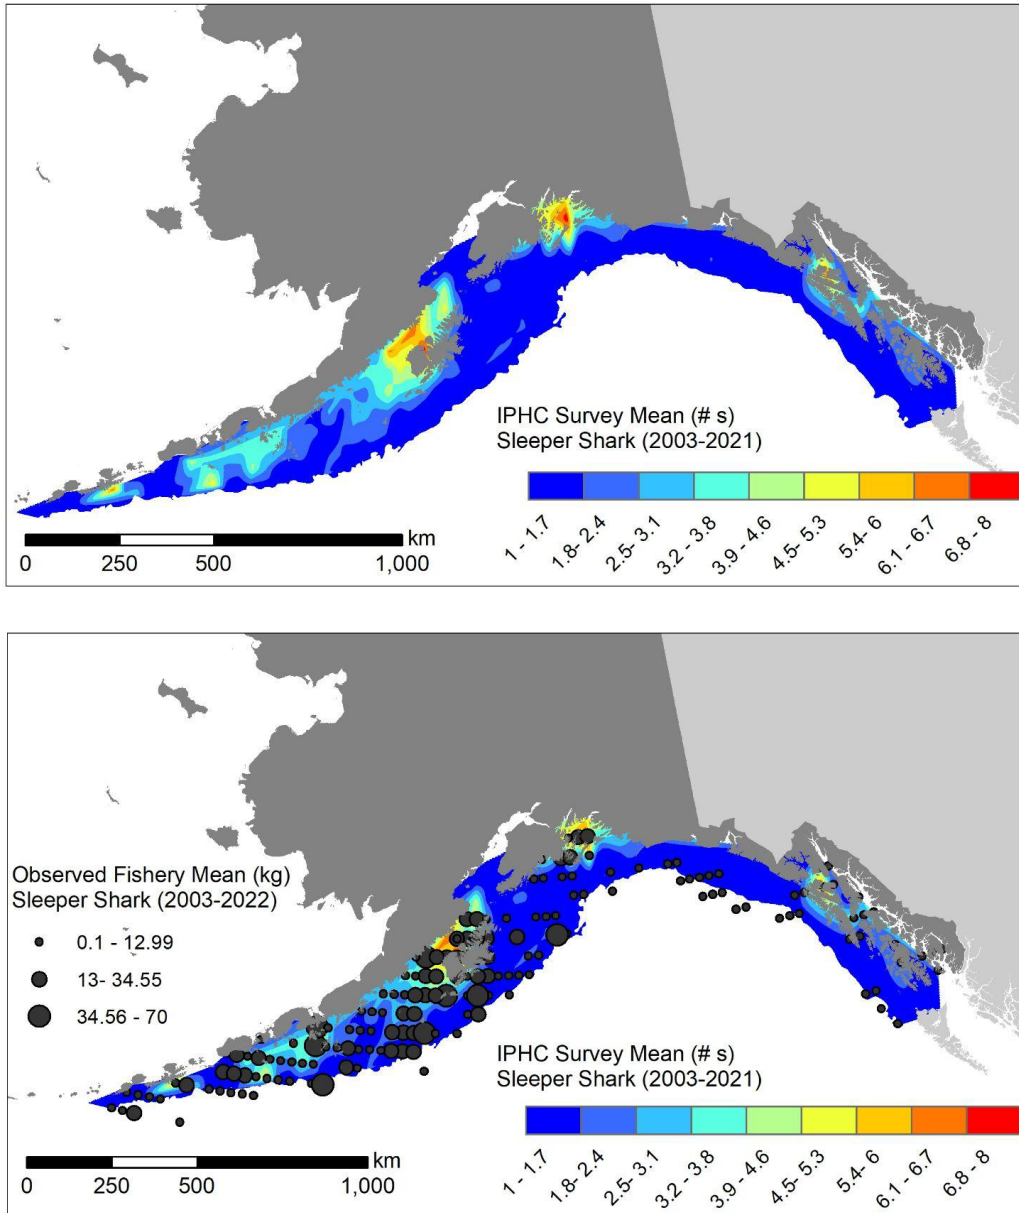 IPHC Survey Mean (# s)
Sleeper Shark (2003-2021)
1 - 1.7
1.8- 2.4
2.5- 3.1
3.2 - 3.8
3.9 - 4.6
4.5 - 5.3
5.4 - 6
6.1 - 6.7
6.8 - 8
km
0 250 500 1,000
Observed Fishery Mean (kg)
Sleeper Shark (2003-2022)
0.1 - 12.99
13- 34.55
34.56 - 70
IPHC Survey Mean (# s)
Sleeper Shark (2003-2021)
1 - 1.7
1.8- 2.4
2.5- 3.1
3.2 - 3.8
3.9 - 4.6
4.5 - 5.3
5.4 - 6
6.1 - 6.7
6.8 - 8
km
0 250 500 1,000